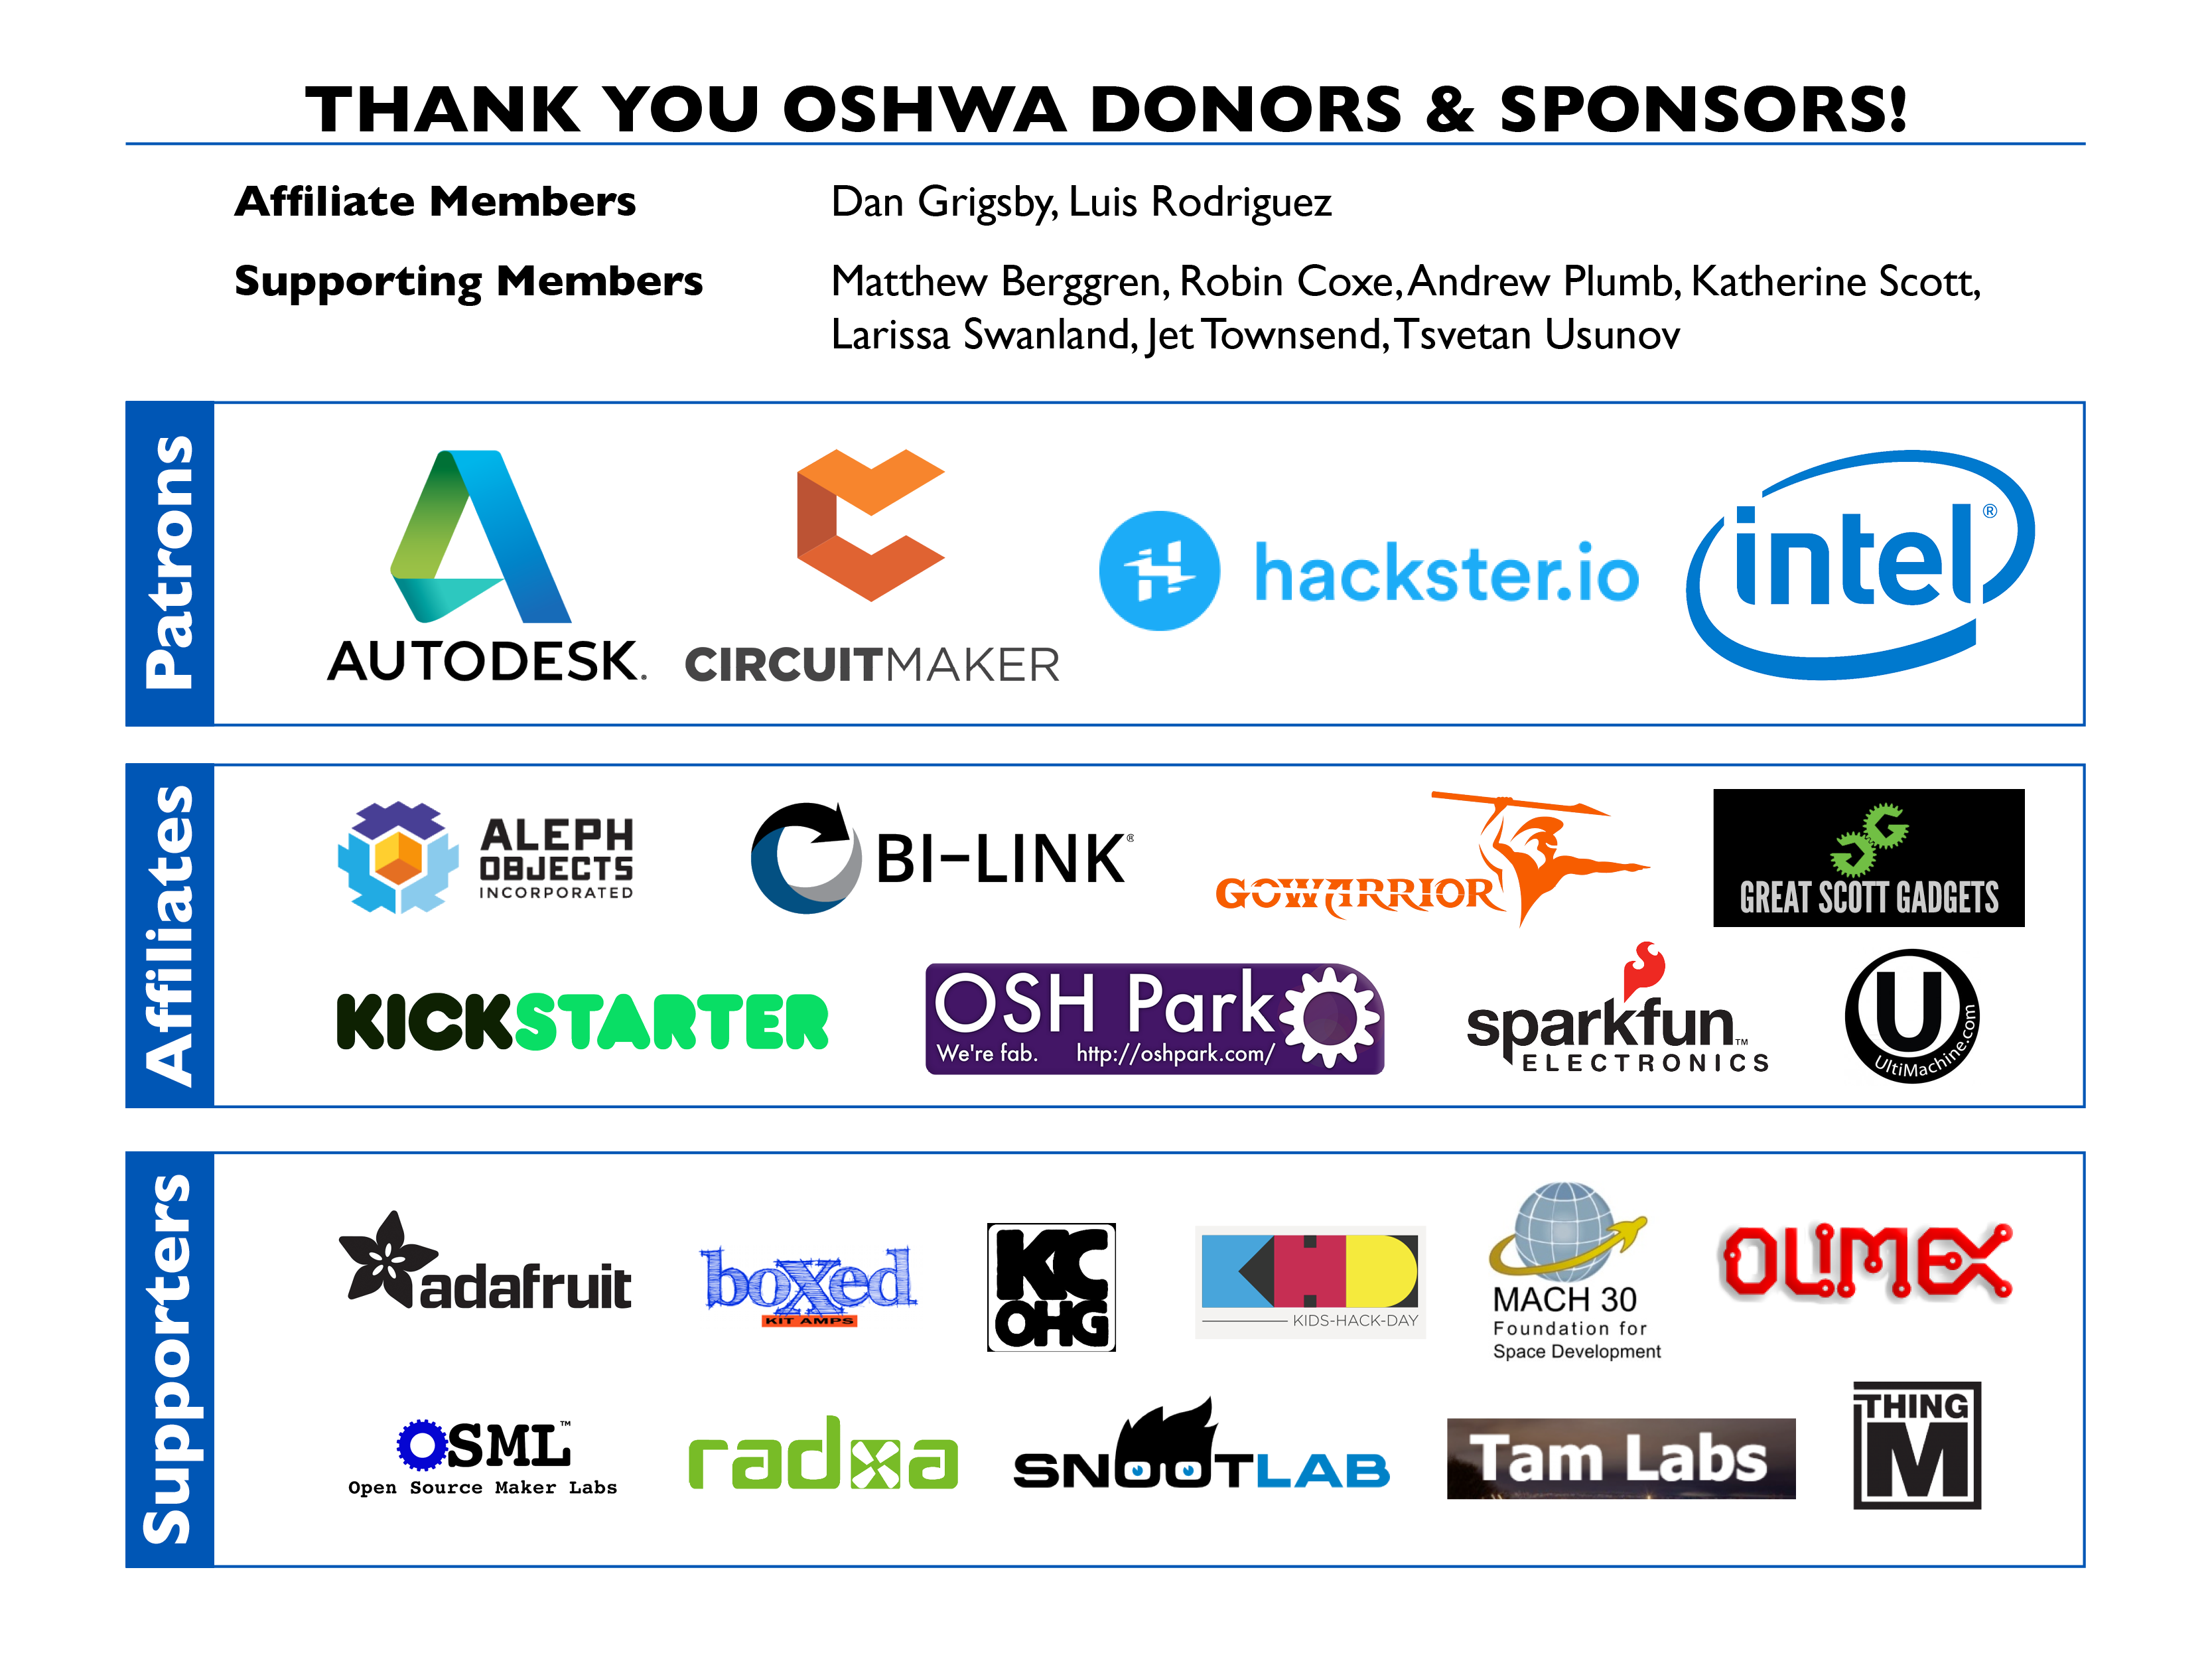 THANK YOU OSHWA DONORS & SPONSORS!
Affiliate Members
Dan Grigsby, Luis Rodriguez
Supporting Members
Matthew Berggren, Robin Coxe, Andrew Plumb, Katherine Scott,
Larissa Swanland, Jet Townsend, Tsvetan Usunov
Patrons
AUTODESK.
CIRCUITMAKER
hackster.io
intel®
Affiliates
ALEPH
OBJECTS
INCORPORATED
BI-LINK®
GOWARRIOR
G
G
GREAT SCOTT GADGETS
KICKSTARTER
OSH Park
We're fab. http://oshpark.com/
sparkfun™
ELECTRONICS
U
UltiMachine.com
Supporters
adafruit
boxed
KIT AMPS
KC
OHG
KHD
KIDS-HACK-DAY
MACH 30
Foundation for
Space Development
OLIMEX
OSML™
Open Source Maker Labs
radxa
SNOOTLAB
Tam Labs
THING
M